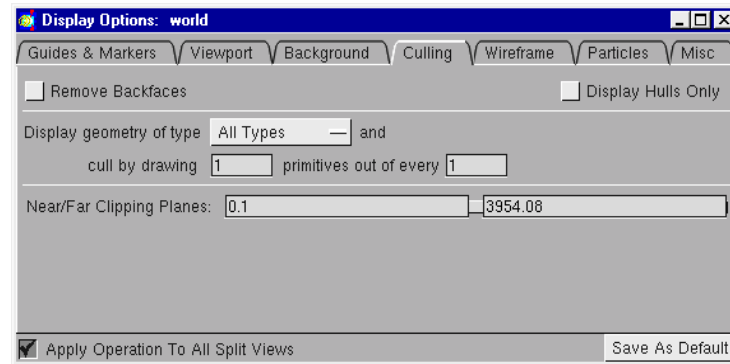 Display Options: world
Guides & Markers Viewport Background Culling Wireframe Particles Misc
Remove Backfaces Display Hulls Only
Display geometry of type All Types and
cull by drawing 1 primitives out of every 1
Near/Far Clipping Planes: 0.1 3954.08
Apply Operation To All Split Views Save As Default